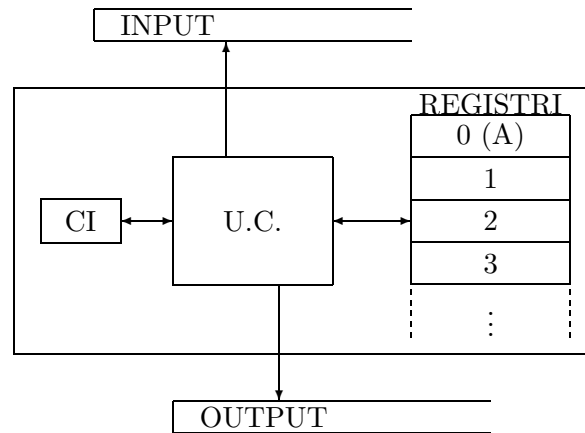 INPUT
REGISTRI
0 (A)
1
CI
U.C.
2
3
⋮
OUTPUT